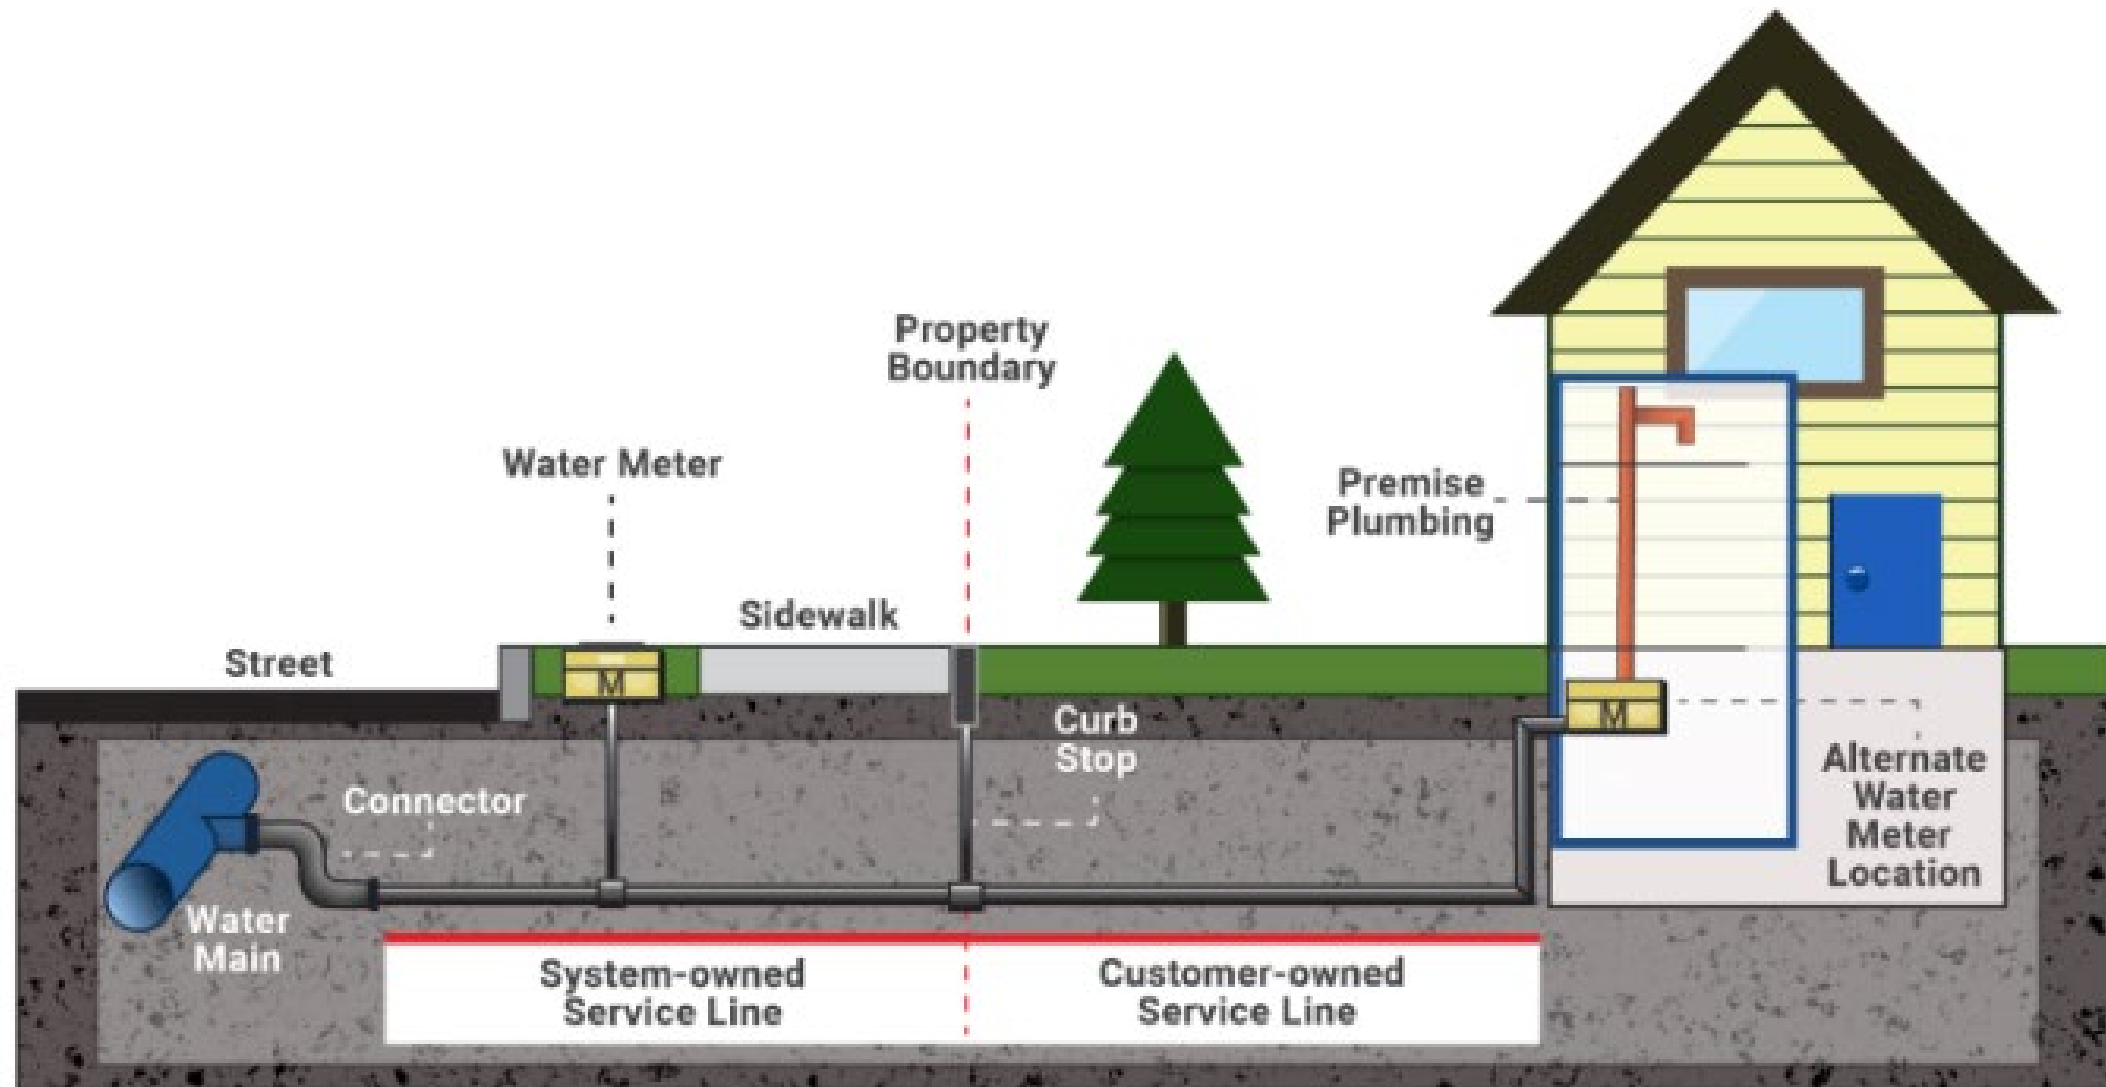 Property
Boundary
Water Meter
Premise
Plumbing
Sidewalk
Street
M
M
Curb
Stop
Connector
Alternate
Water
Meter
Location
Water
Main
System-owned
Service Line
Customer-owned
Service Line